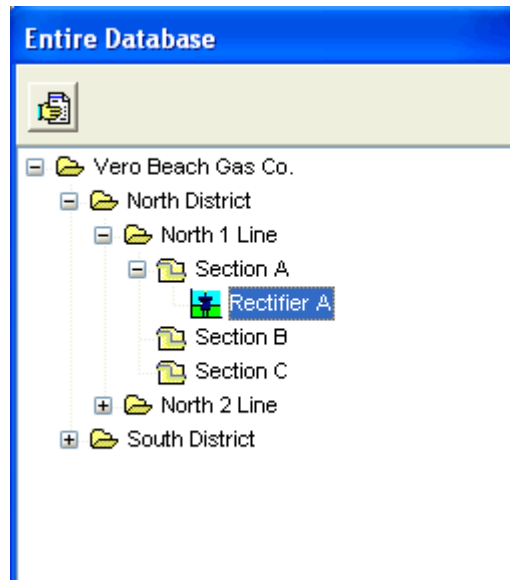 Entire Database
Vero Beach Gas Co.
North District
North 1 Line
Section A
Rectifier A
Section B
Section C
North 2 Line
South District